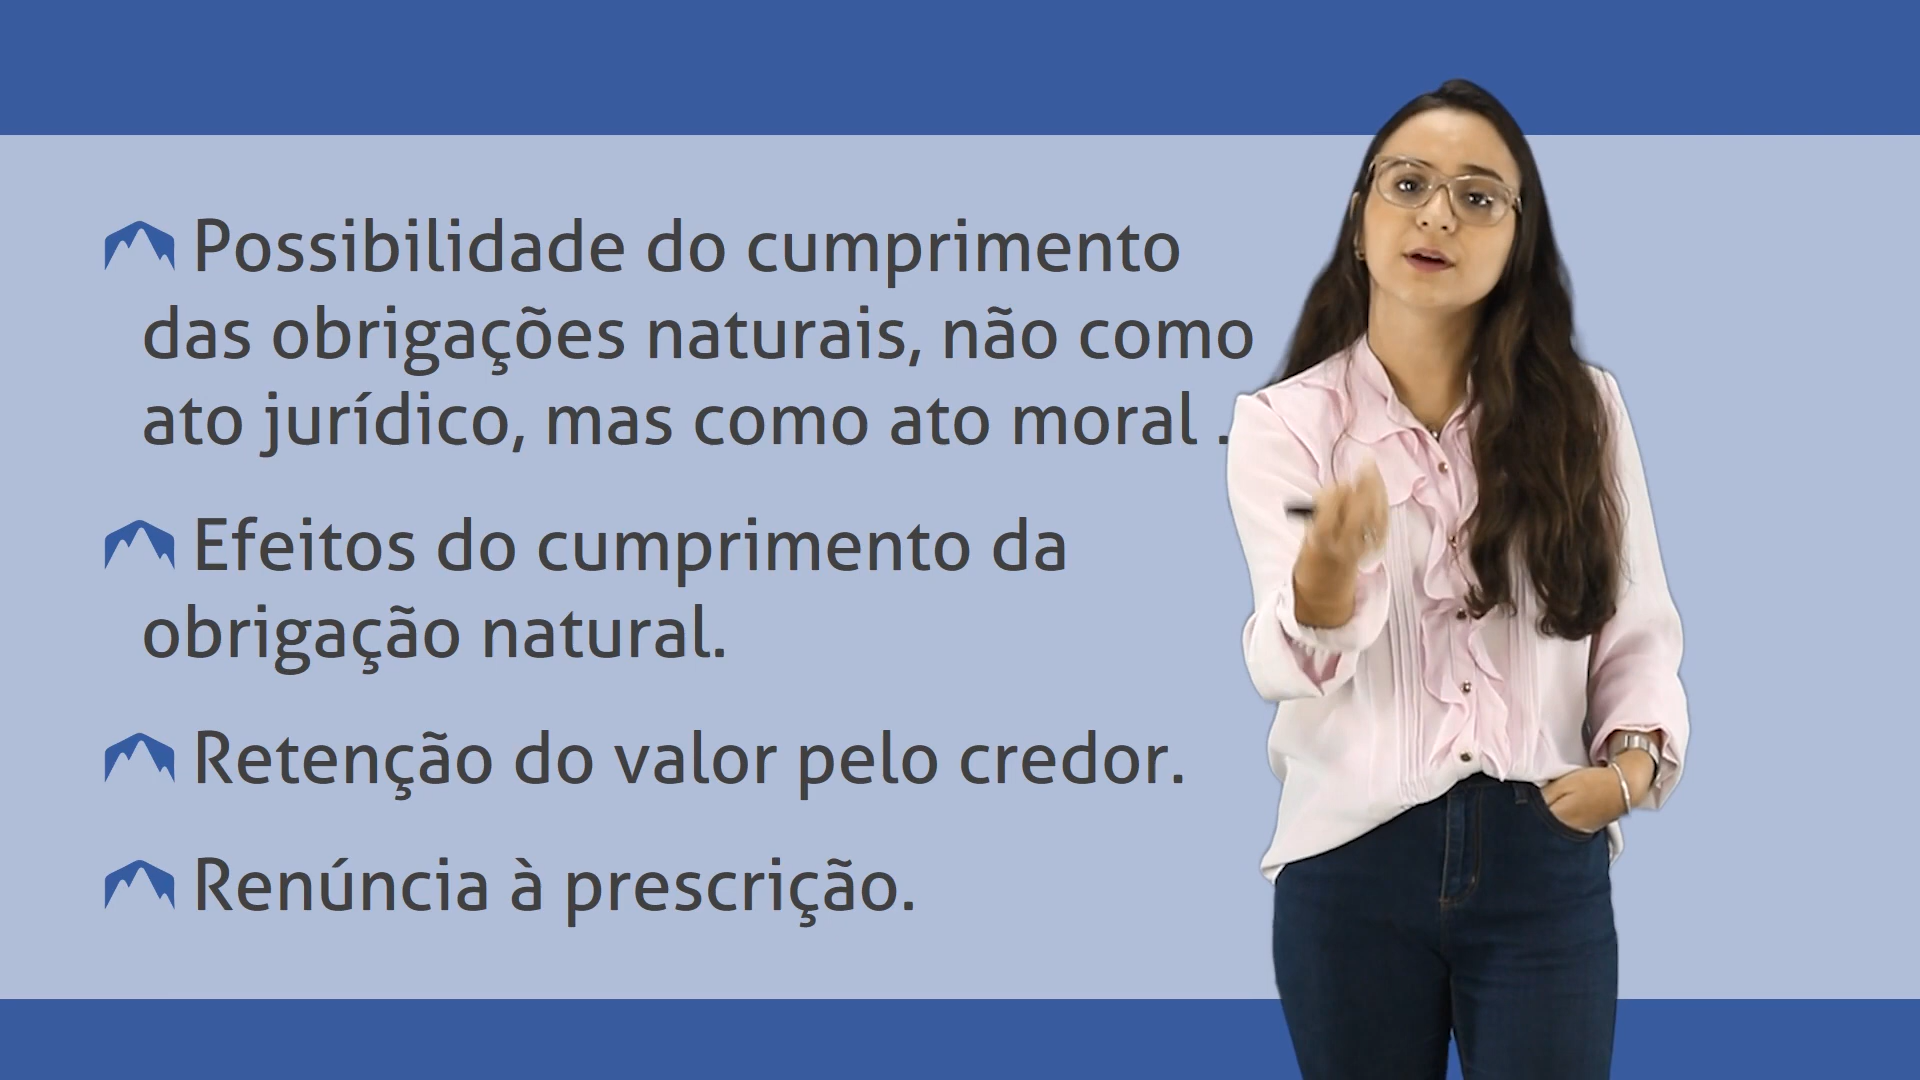 Possibilidade do cumprimento
das obrigações naturais, não como
ato jurídico, mas como ato moral .
Efeitos do cumprimento da
obrigação natural.
Retenção do valor pelo credor.
Renúncia à prescrição.